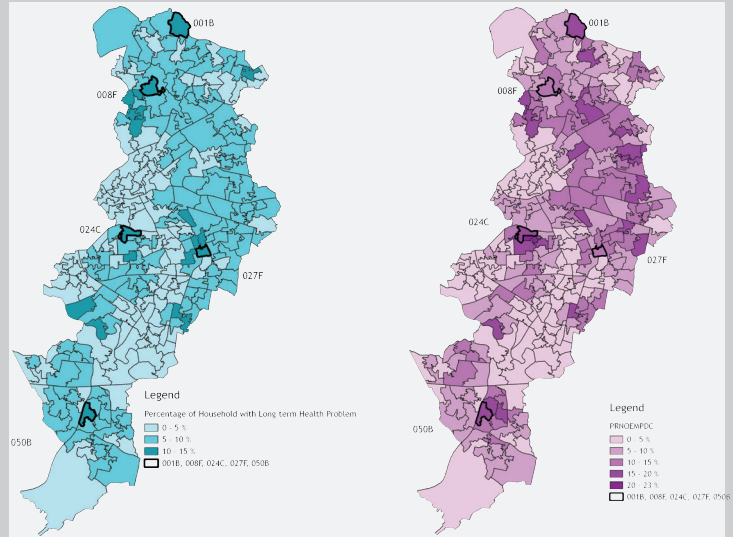 001B
008F
024C
027F
050B
Legend
Percentage of Household with Long term Health Problem
0 - 5 %
5 - 10 %
10 - 15 %
001B, 008F, 024C, 027F, 050B
001B
008F
024C
027F
050B
Legend
PRNOEMPDC
0 - 5 %
5 - 10 %
10 - 15 %
15 - 20 %
20 - 23 %
001B, 008F, 024C, 027F, 050B